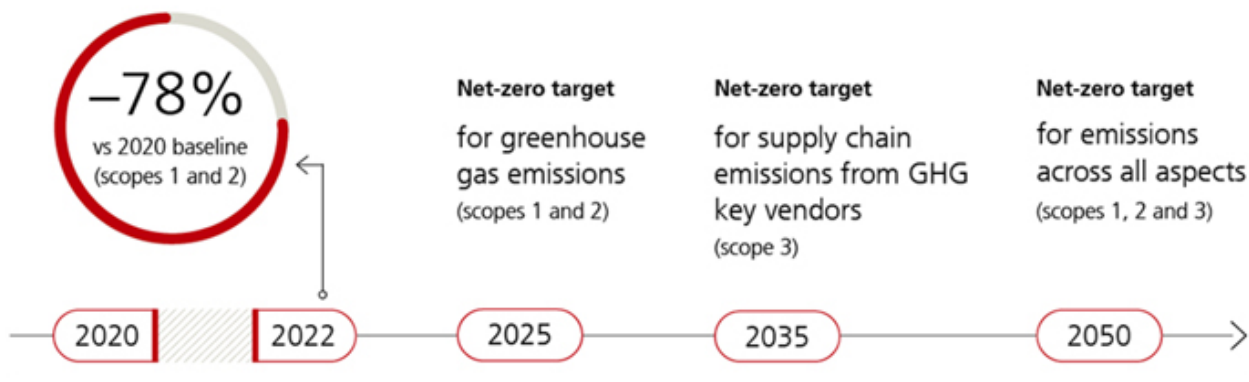 –78%
vs 2020 baseline
(scopes 1 and 2)
Net-zero target
for greenhouse
gas emissions
(scopes 1 and 2)
Net-zero target
for supply chain
emissions from GHG
key vendors
(scope 3)
Net-zero target
for emissions
across all aspects
(scopes 1, 2 and 3)
2020
2022
2025
2035
2050